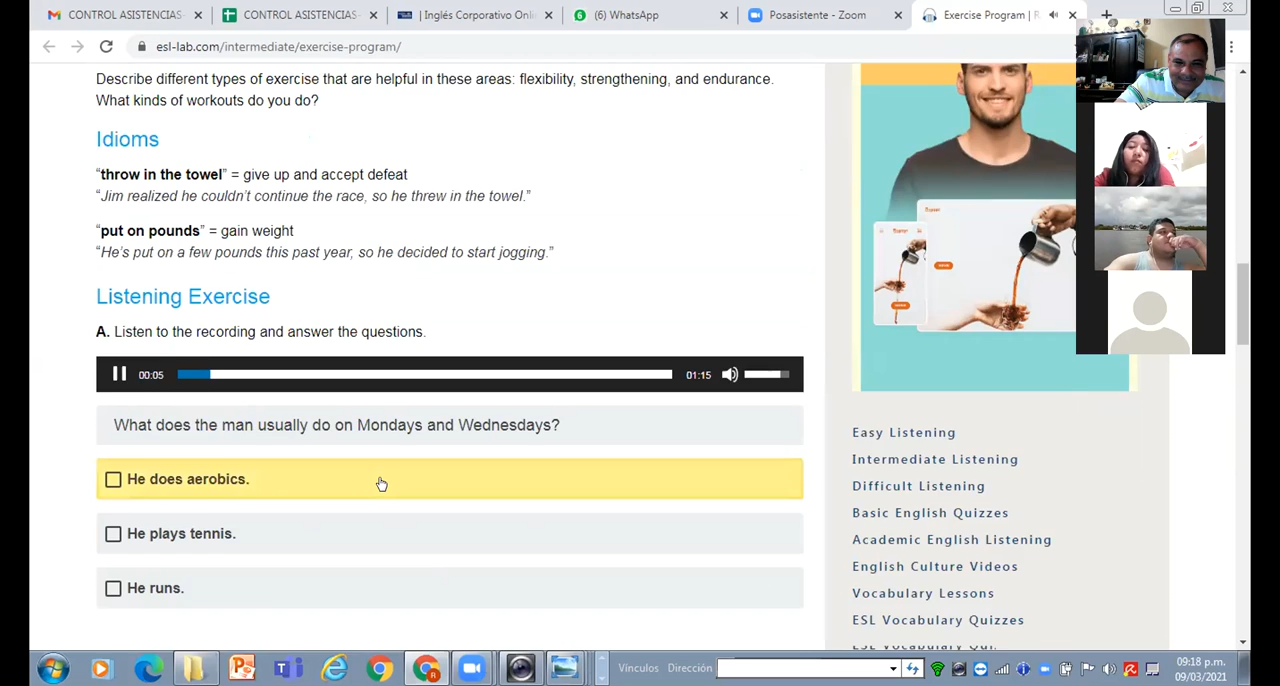 CONTROL ASISTENCIAS-
CONTROL ASISTENCIAS-
| Inglés Corporativo Onli
6
(6) WhatsApp
Posasistente - Zoom
Exercise Program | R
esl-lab.com/intermediate/exercise-program/
Describe different types of exercise that are helpful in these areas: flexibility, strengthening, and endurance.
What kinds of workouts do you do?
Idioms
“throw in the towel” = give up and accept defeat
“Jim realized he couldn't continue the race, so he threw in the towel.”
“put on pounds” = gain weight
“He's put on a few pounds this past year, so he decided to start jogging.”
Listening Exercise
A. Listen to the recording and answer the questions.
00:05
01:15
What does the man usually do on Mondays and Wednesdays?
He does aerobics.
He plays tennis.
He runs.
Easy Listening
Intermediate Listening
Difficult Listening
Basic English Quizzes
Academic English Listening
English Culture Videos
Vocabulary Lessons
ESL Vocabulary Quizzes
Vínculos
Dirección
09:18 p.m.
09/03/2021